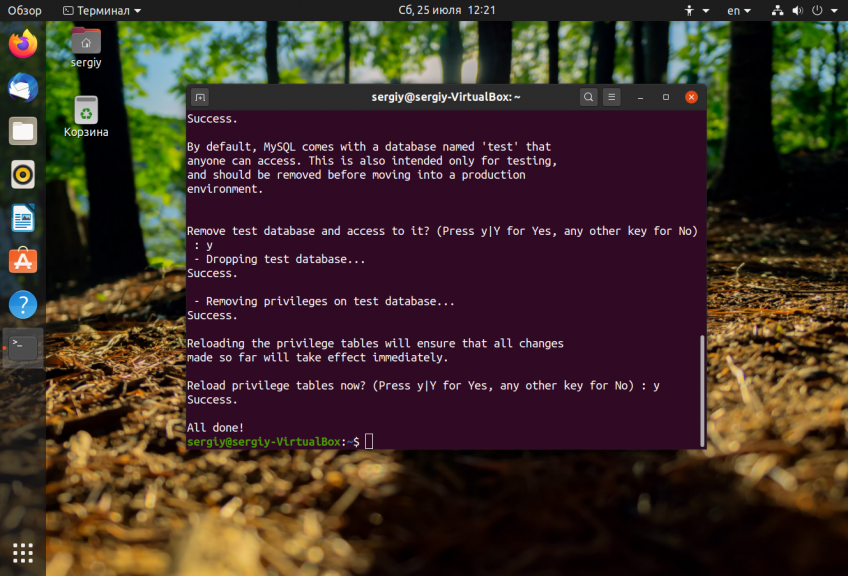 Обзор
Терминал
Сб, 25 июля 12:21
en
sergiy
Корзина
sergiy@sergiy-VirtualBox: ~
Success.
By default, MySQL comes with a database named 'test' that
anyone can access. This is also intended only for testing,
and should be removed before moving into a production
environment.
Remove test database and access to it? (Press y|Y for Yes, any other key for No)
: y
- Dropping test database...
Success.
- Removing privileges on test database...
Success.
Reloading the privilege tables will ensure that all changes
made so far will take effect immediately.
Reload privilege tables now? (Press y|Y for Yes, any other key for No) : y
Success.
All done!
sergiy@sergiy-VirtualBox:~$